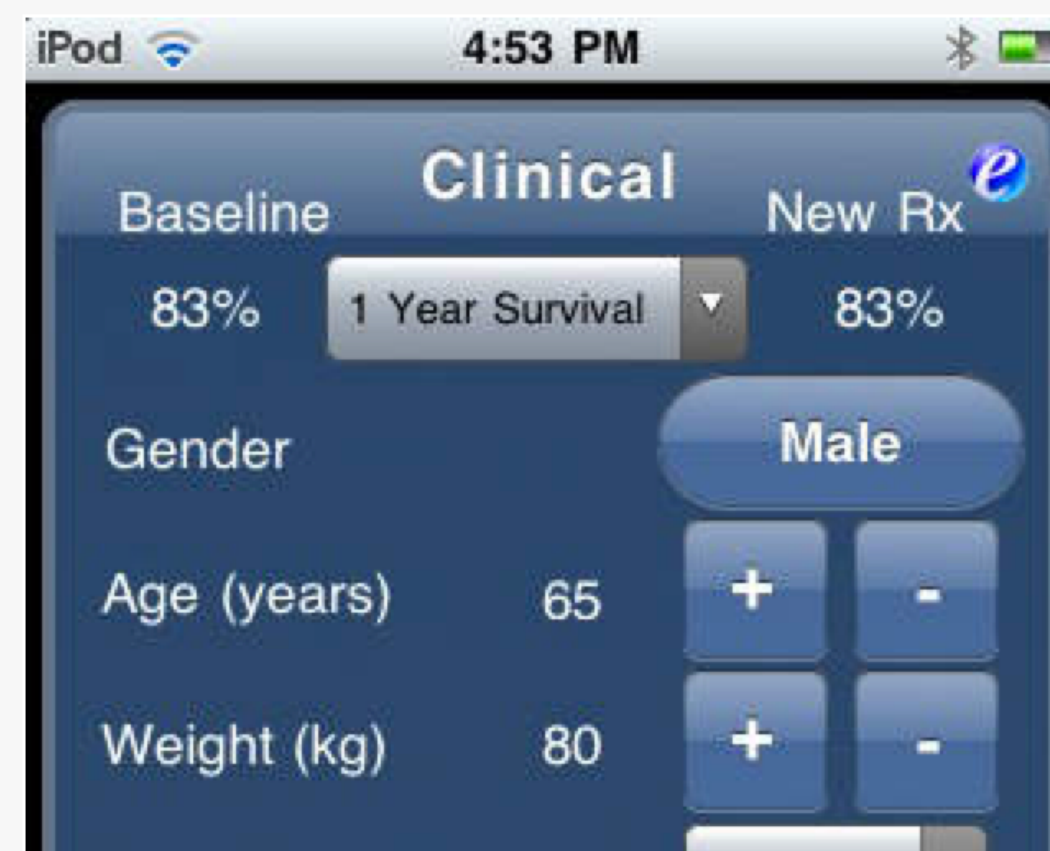 iPod 4:53 PM
Clinical
Baseline New Rx
83% 1 Year Survival 83%
Gender Male
Age (years) 65 + -
Weight (kg) 80 + -